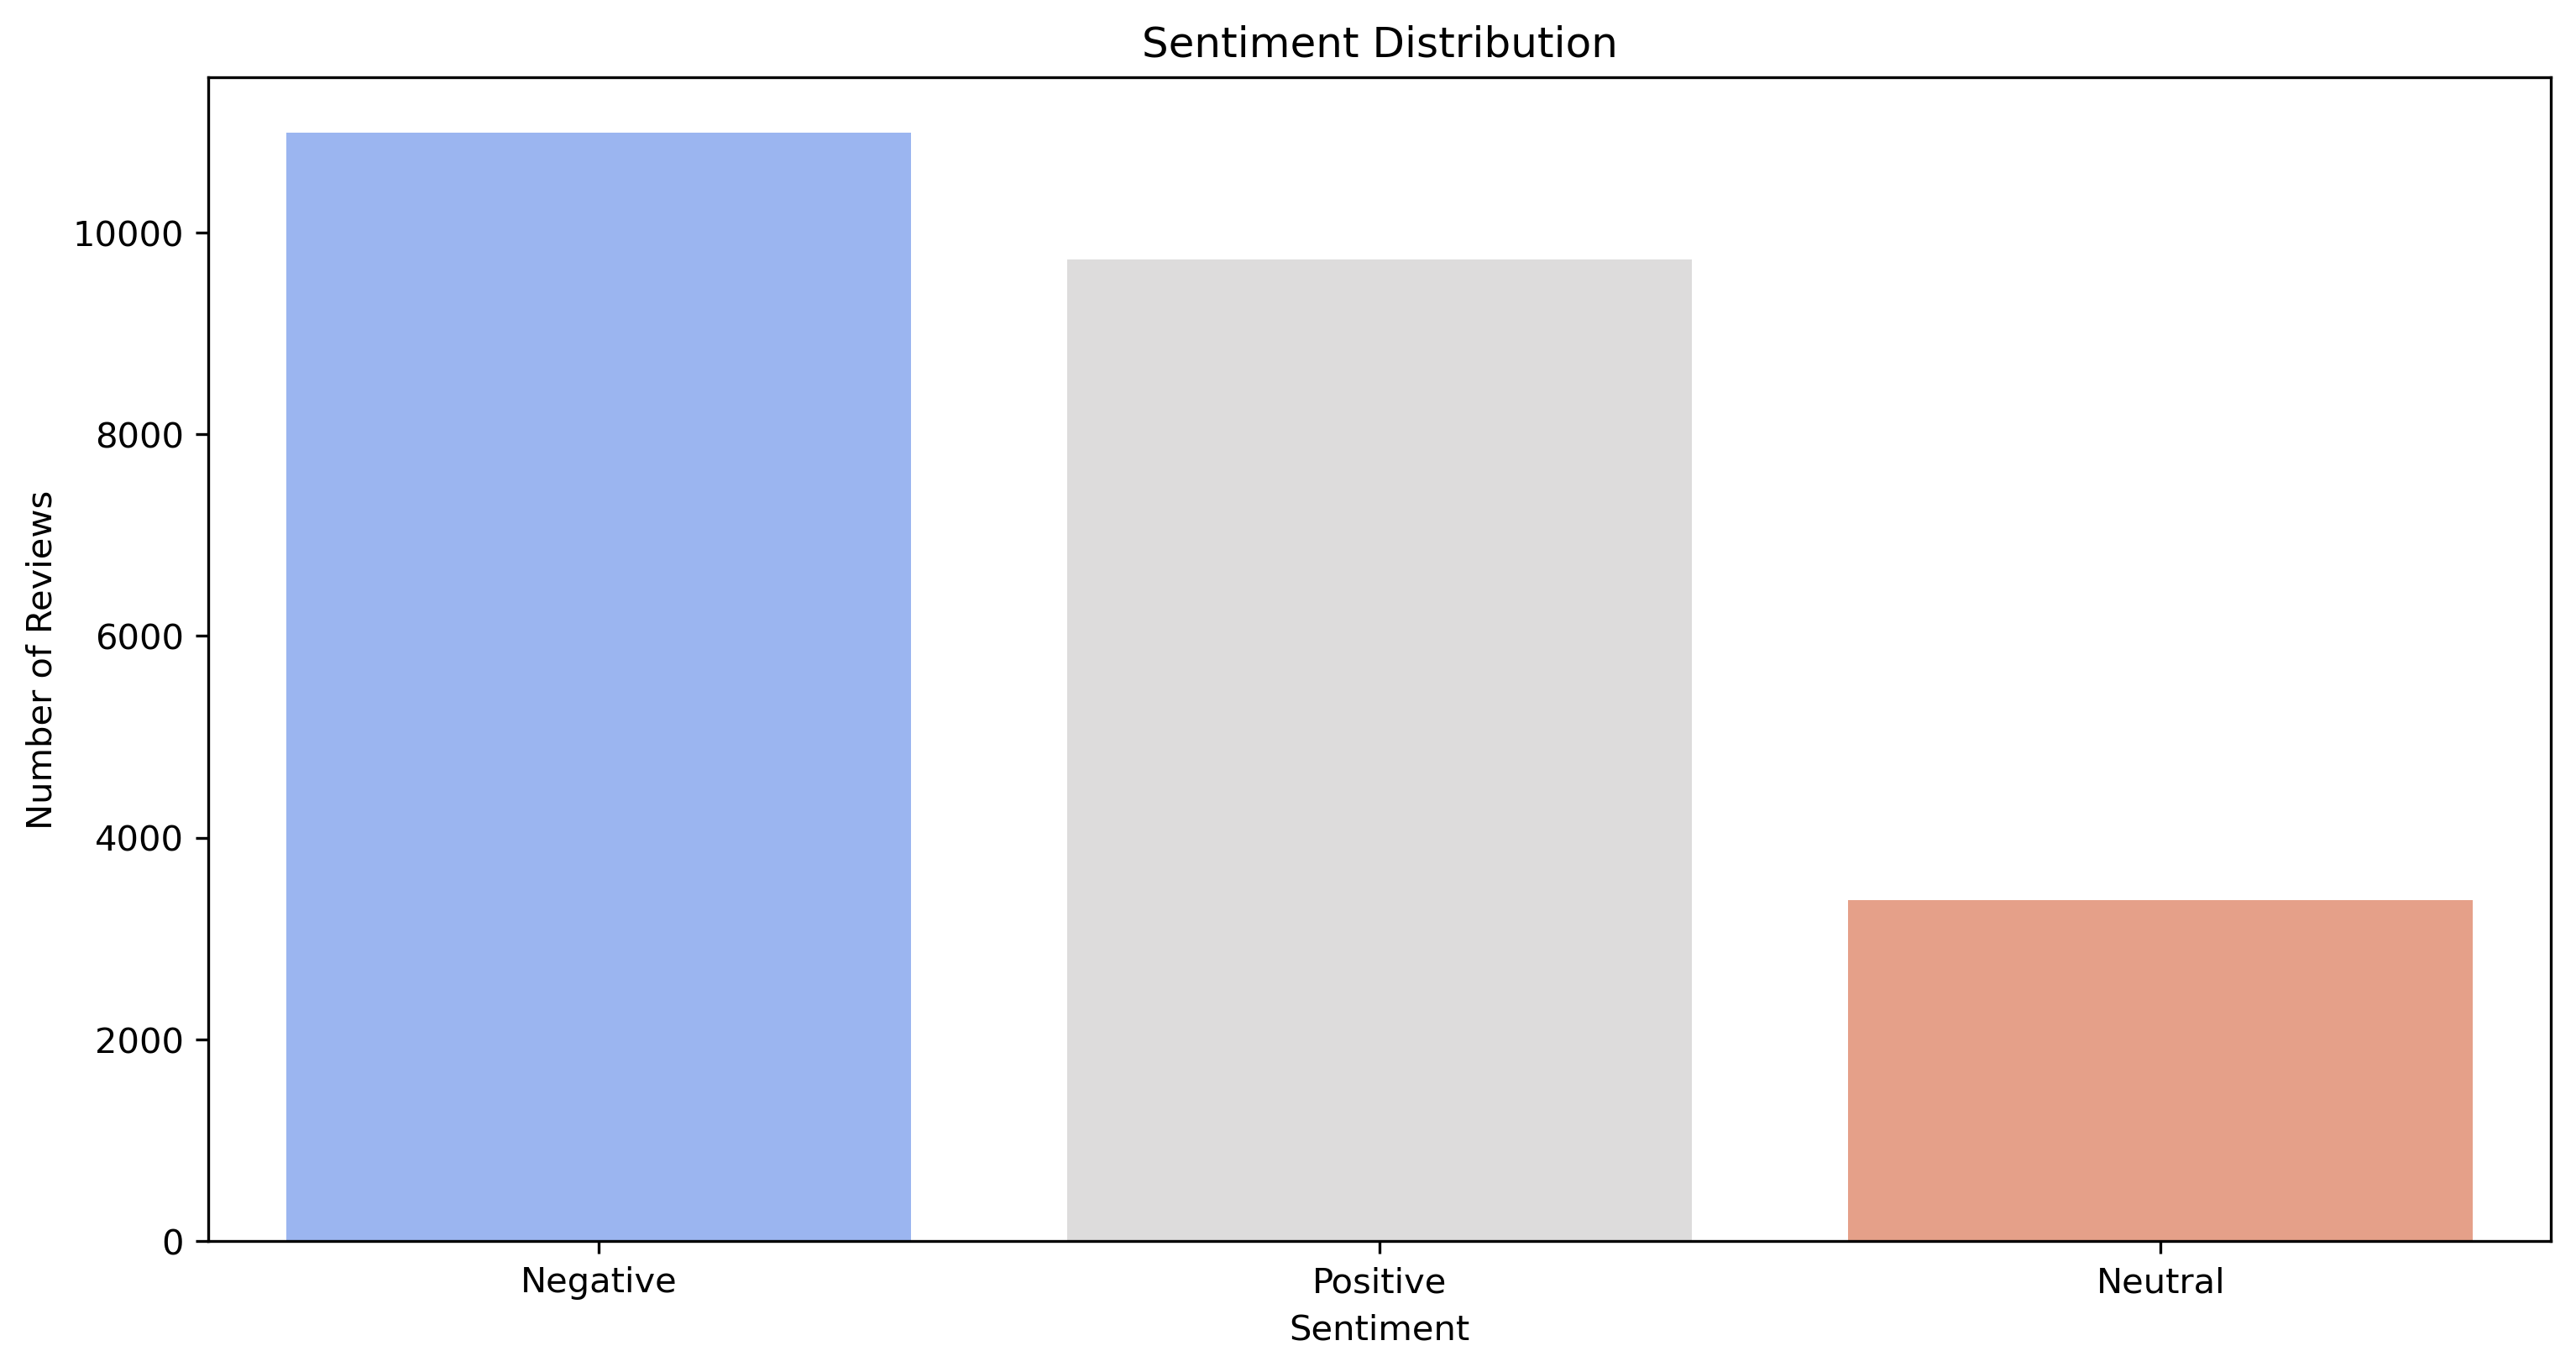 Sentiment Distribution
Number of Reviews
10000
8000
6000
4000
2000
0
Negative
Positive
Neutral
Sentiment